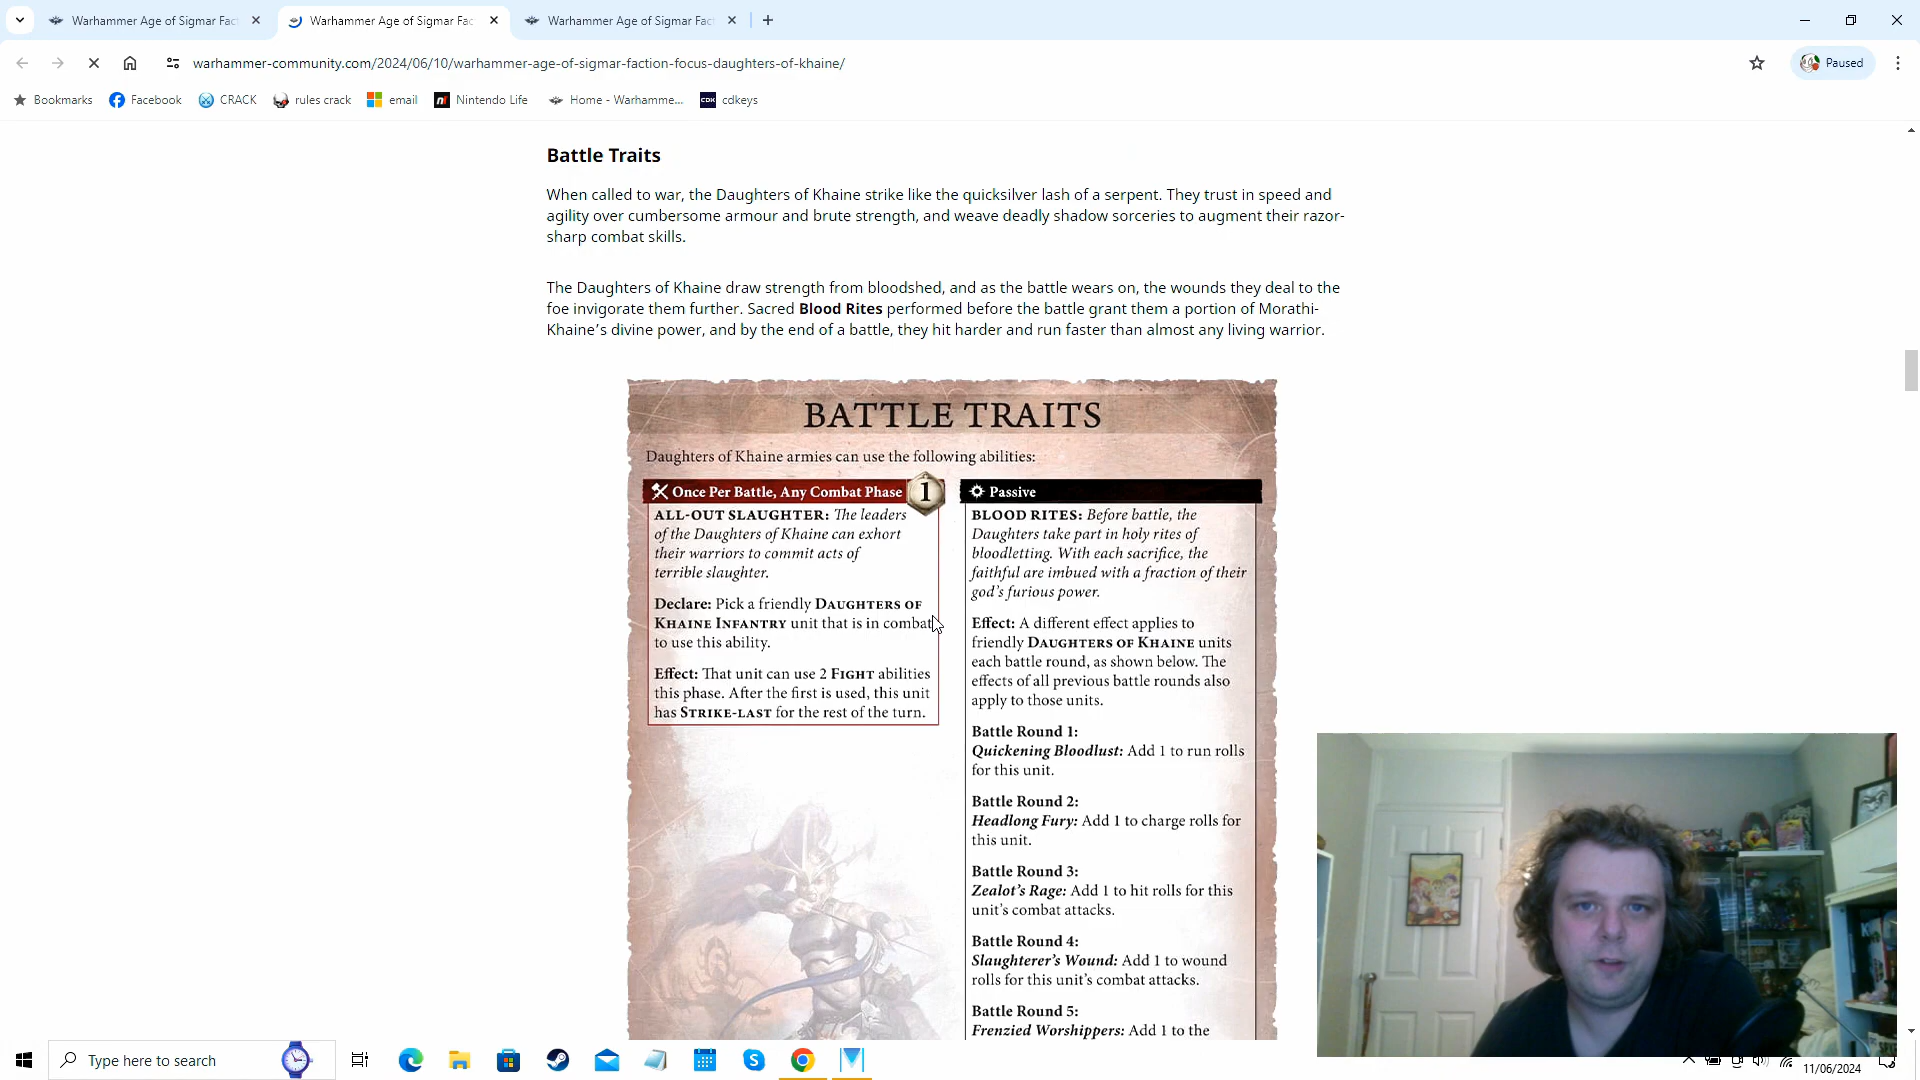 Warhammer Age of Sigmar Fac
Warhammer Age of Sigmar Fac
Warhammer Age of Sigmar Fac
warhammer-community.com/2024/06/10/warhammer-age-of-sigmar-faction-focus-daughters-of-khaine/
Paused
Bookmarks
Facebook
CRACK
rules crack
email
Nintendo Life
Home - Warhamme...
CDK
cdkeys
Battle Traits
When called to war, the Daughters of Khaine strike like the quicksilver lash of a serpent. They trust in speed and
agility over cumbersome armour and brute strength, and weave deadly shadow sorceries to augment their razor-
sharp combat skills.
The Daughters of Khaine draw strength from bloodshed, and as the battle wears on, the wounds they deal to the
foe invigorate them further. Sacred Blood Rites performed before the battle grant them a portion of Morathi-
Khaine's divine power, and by the end of a battle, they hit harder and run faster than almost any living warrior.
BATTLE TRAITS
Daughters of Khaine armies can use the following abilities:
Once Per Battle, Any Combat Phase
1
ALL-OUT SLAUGHTER: The leaders
of the Daughters of Khaine can exhort
their warriors to commit acts of
terrible slaughter.
Declare: Pick a friendly DAUGHTERS OF
KHAINE INFANTRY unit that is in combat
to use this ability.
Effect: That unit can use 2 FIGHT abilities
this phase. After the first is used, this unit
has STRIKE-LAST for the rest of the turn.
Passive
BLOOD RITES: Before battle, the
Daughters take part in holy rites of
bloodletting. With each sacrifice, the
faithful are imbued with a fraction of their
god's furious power.
Effect: A different effect applies to
friendly DAUGHTERS OF KHAINE units
each battle round, as shown below. The
effects of all previous battle rounds also
apply to those units.
Battle Round 1:
Quickening Bloodlust: Add 1 to run rolls
for this unit.
Battle Round 2:
Headlong Fury: Add 1 to charge rolls for
this unit.
Battle Round 3:
Zealot's Rage: Add 1 to hit rolls for this
unit's combat attacks.
Battle Round 4:
Slaughterer's Wound: Add 1 to wound
rolls for this unit's combat attacks.
Battle Round 5:
Frenzied Worshippers: Add 1 to the
Type here to search
11/06/2024